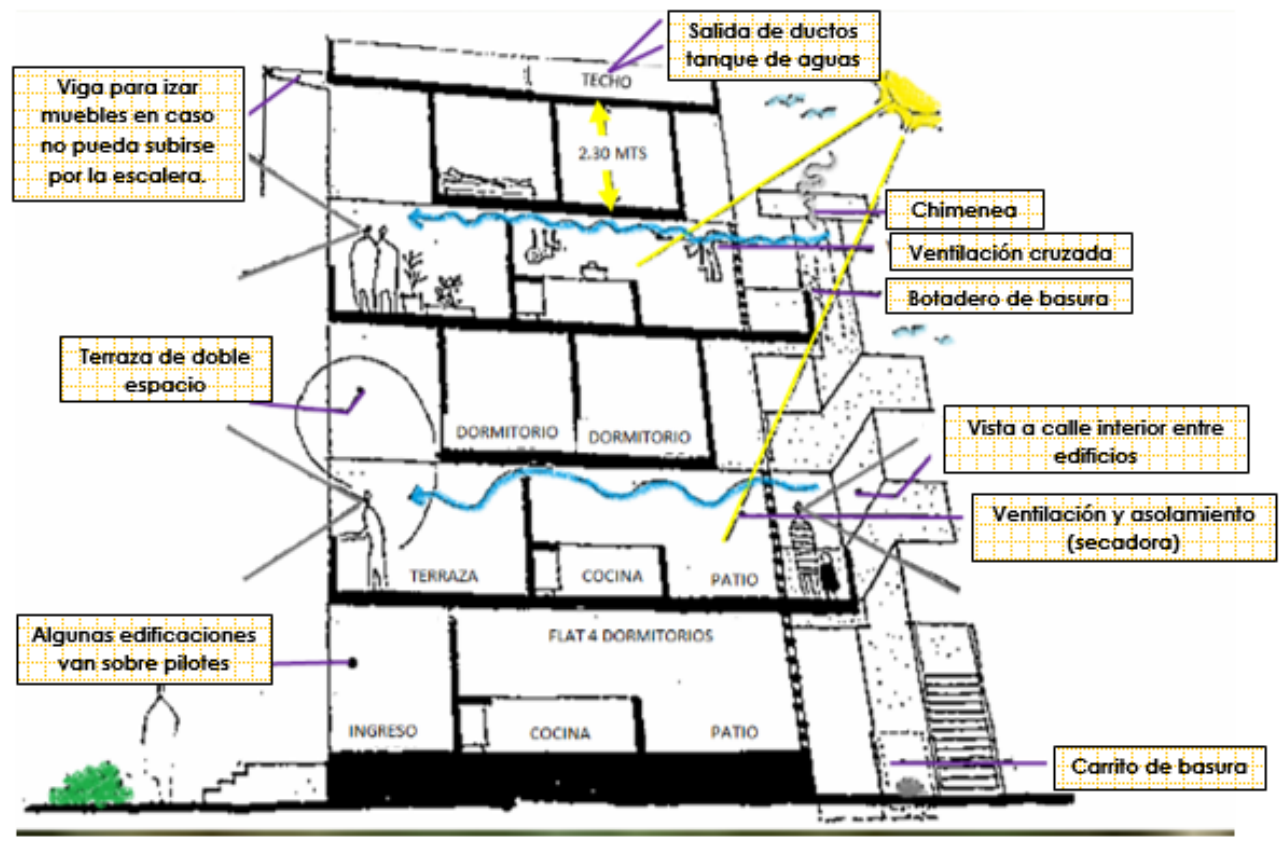 Salida de ductos
tanque de aguas
TECHO
Viga para izar
muebles en caso
no pueda subirse
por la escalera.
2.30 MTS
Chimenea
Ventilación cruzada
Botadero de basura
Terraza de doble
espacio
DORMITORIO
DORMITORIO
Vista a calle interior entre
edificios
Ventilación y asolamiento
(secadora)
TERRAZA
COCINA
PATIO
Algunas edificaciones
van sobre pilotes
FLAT 4 DORMITORIOS
INGRESO
COCINA
PATIO
Carrito de basura